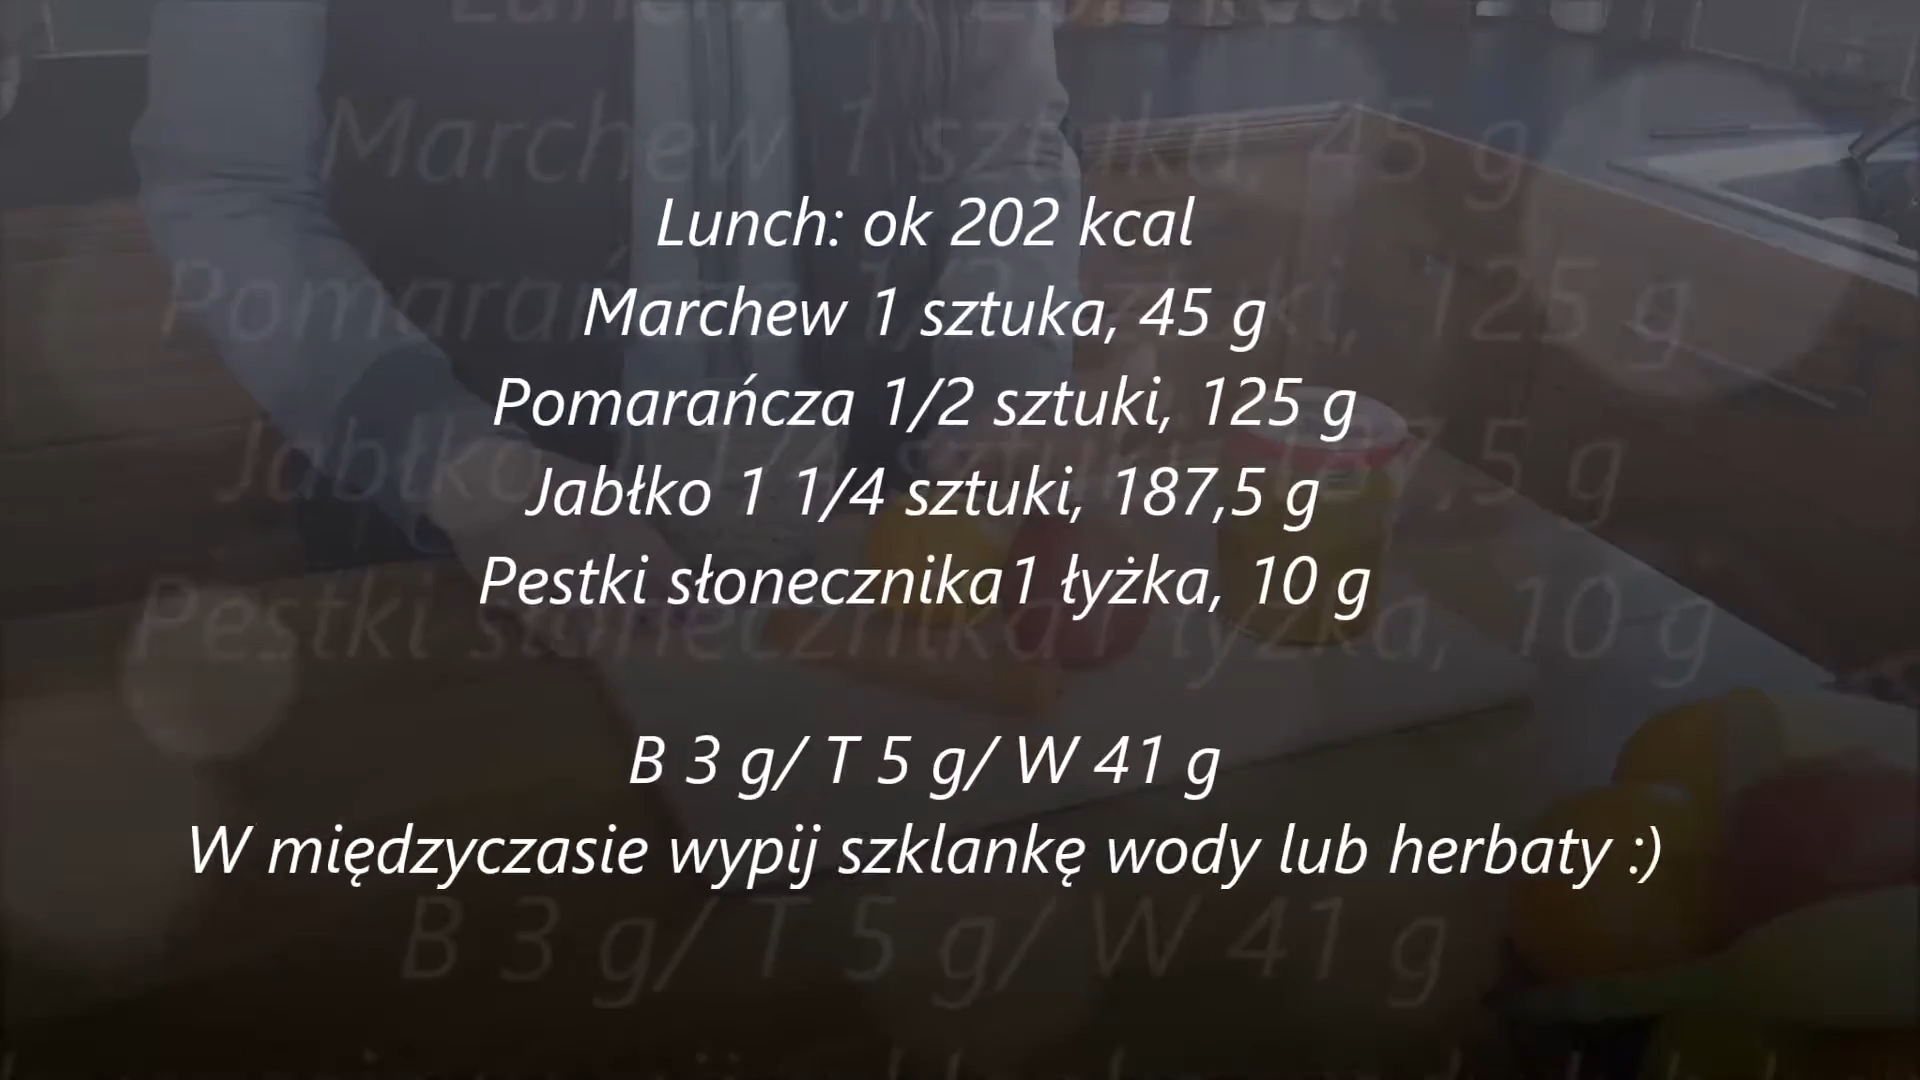 Lunch: ok 202 kcal
Marchew 1 sztuka, 45 g
Pomarańcza 1/2 sztuki, 125 g
Jabłko 1 1/4 sztuki, 187,5 g
Pestki słonecznika1 łyżka, 10 g
B 3 g/ T 5 g/ W 41 g
W międzyczasie wypij szklankę wody lub herbaty :)